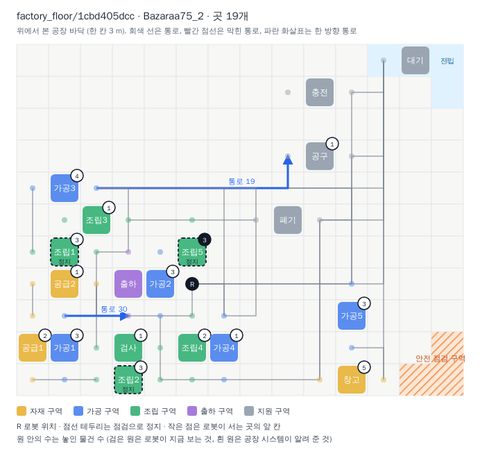 factory_floor/1cbd405dcc · Bazaraa75_2 · 곳 19개
위에서 본 공장 바닥 (한 칸 3 m). 회색 선은 통로, 빨간 점선은 막힌 통로, 파란 화살표는 한 방향 통로
대기
전립
충전
1
공구
4
가공3
통로 19
1
조립3
폐기
3
조립1
정지
3
조립5
정지
1
공급2
출하
3
가공2
R
통로 30
3
가공5
2
공급1
3
가공1
1
검사
2
조립4
1
가공4
안전 점검 구역
3
조립2
정지
5
창고
자재 구역
가공 구역
조립 구역
출하 구역
지원 구역
R 로봇 위치 · 점선 테두리는 점검으로 정지 · 작은 점은 로봇이 서는 곳의 앞 칸
원 안의 수는 놓인 물건 수 (검은 원은 로봇이 지금 보는 것, 흰 원은 공장 시스템이 알려 준 것)